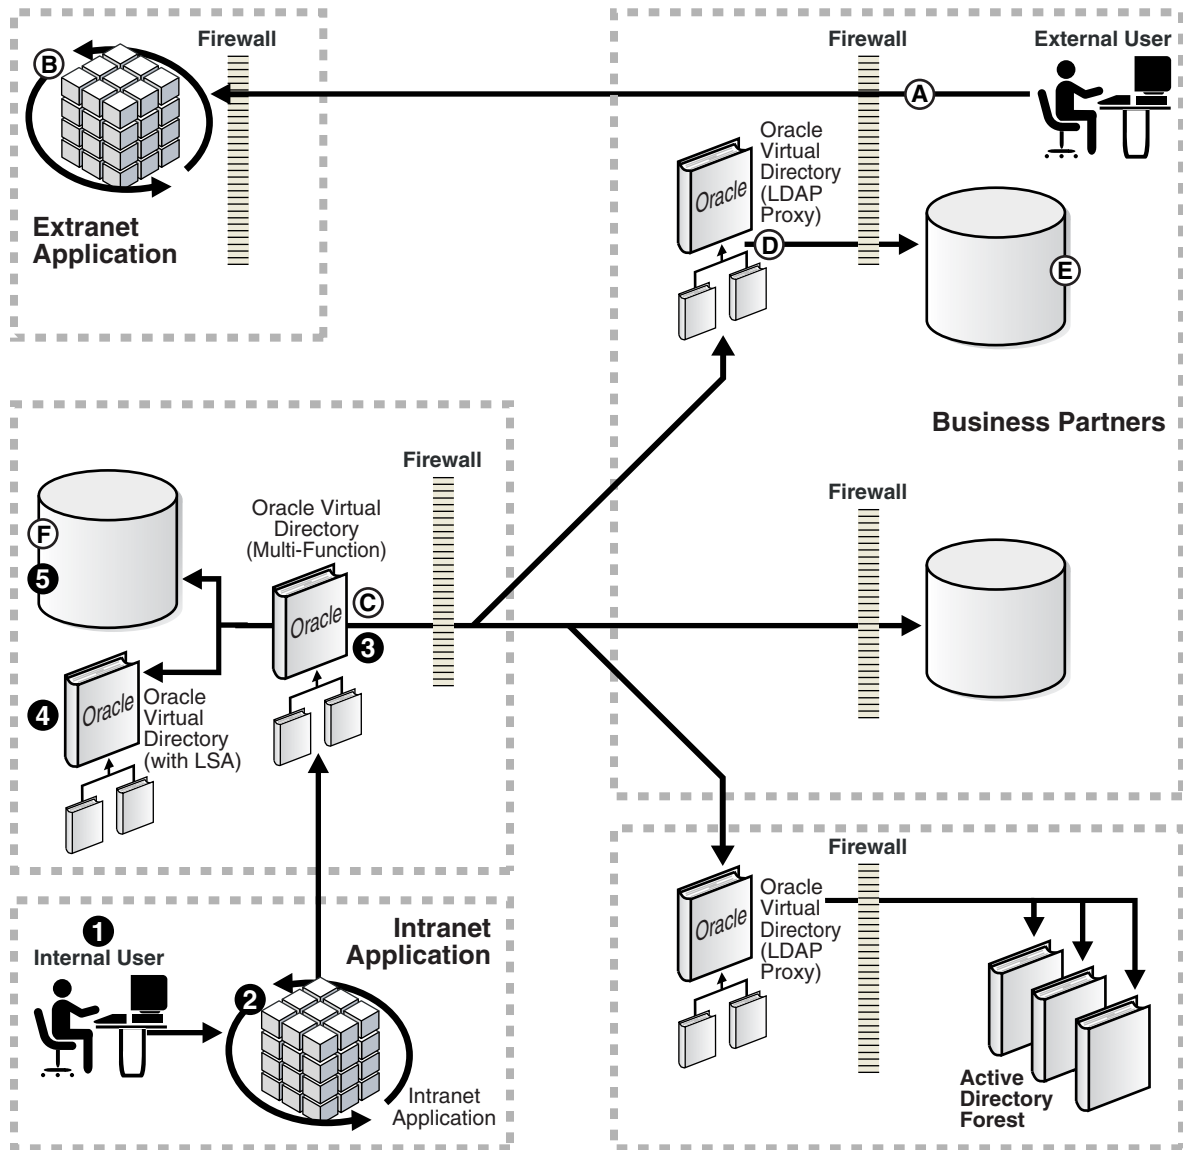 Firewall
B
Extranet
Application
Firewall
External User
A
Oracle
Virtual
Directory
(LDAP
Proxy)
Oracle
D
E
Business Partners
Firewall
Firewall
Oracle Virtual
Directory
(Multi-Function)
F
5
Oracle
C
3
4
Oracle
Oracle
Virtual
Directory
(with LSA)
Firewall
Oracle
Oracle
Virtual
Directory
(LDAP
Proxy)
Active
Directory
Forest
1
Internal User
Intranet
Application
2
Intranet
Application